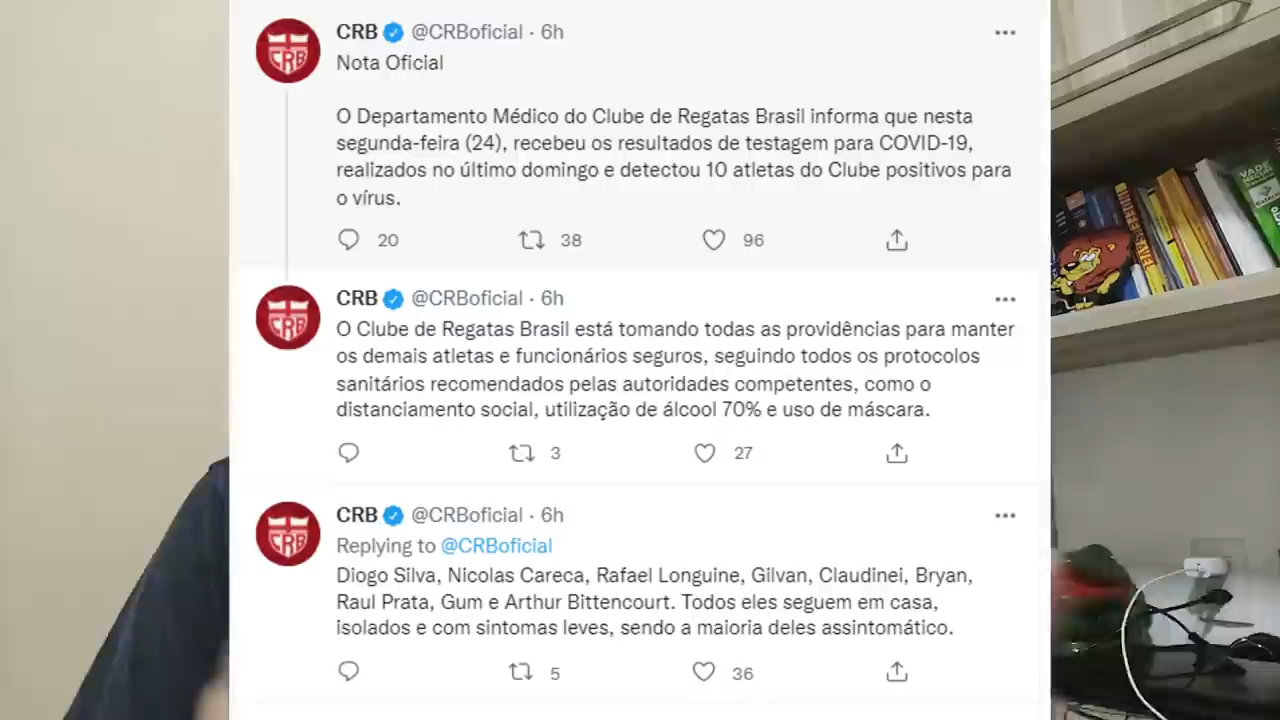 CRB @CRBoficial · 6h
Nota Oficial
O Departamento Médico do Clube de Regatas Brasil informa que nesta
segunda-feira (24), recebeu os resultados de testagem para COVID-19,
realizados no último domingo e detectou 10 atletas do Clube positivos para
o vírus.
20 38 96
CRB @CRBoficial · 6h
O Clube de Regatas Brasil está tomando todas as providências para manter
os demais atletas e funcionários seguros, seguindo todos os protocolos
sanitários recomendados pelas autoridades competentes, como o
distanciamento social, utilização de álcool 70% e uso de máscara.
3 27
CRB @CRBoficial · 6h
Replying to @CRBoficial
Diogo Silva, Nicolas Careca, Rafael Longuine, Gilvan, Claudinei, Bryan,
Raul Prata, Gum e Arthur Bittencourt. Todos eles seguem em casa,
isolados e com sintomas leves, sendo a maioria deles assintomático.
5 36
CRB
CRB
CRB
VADE